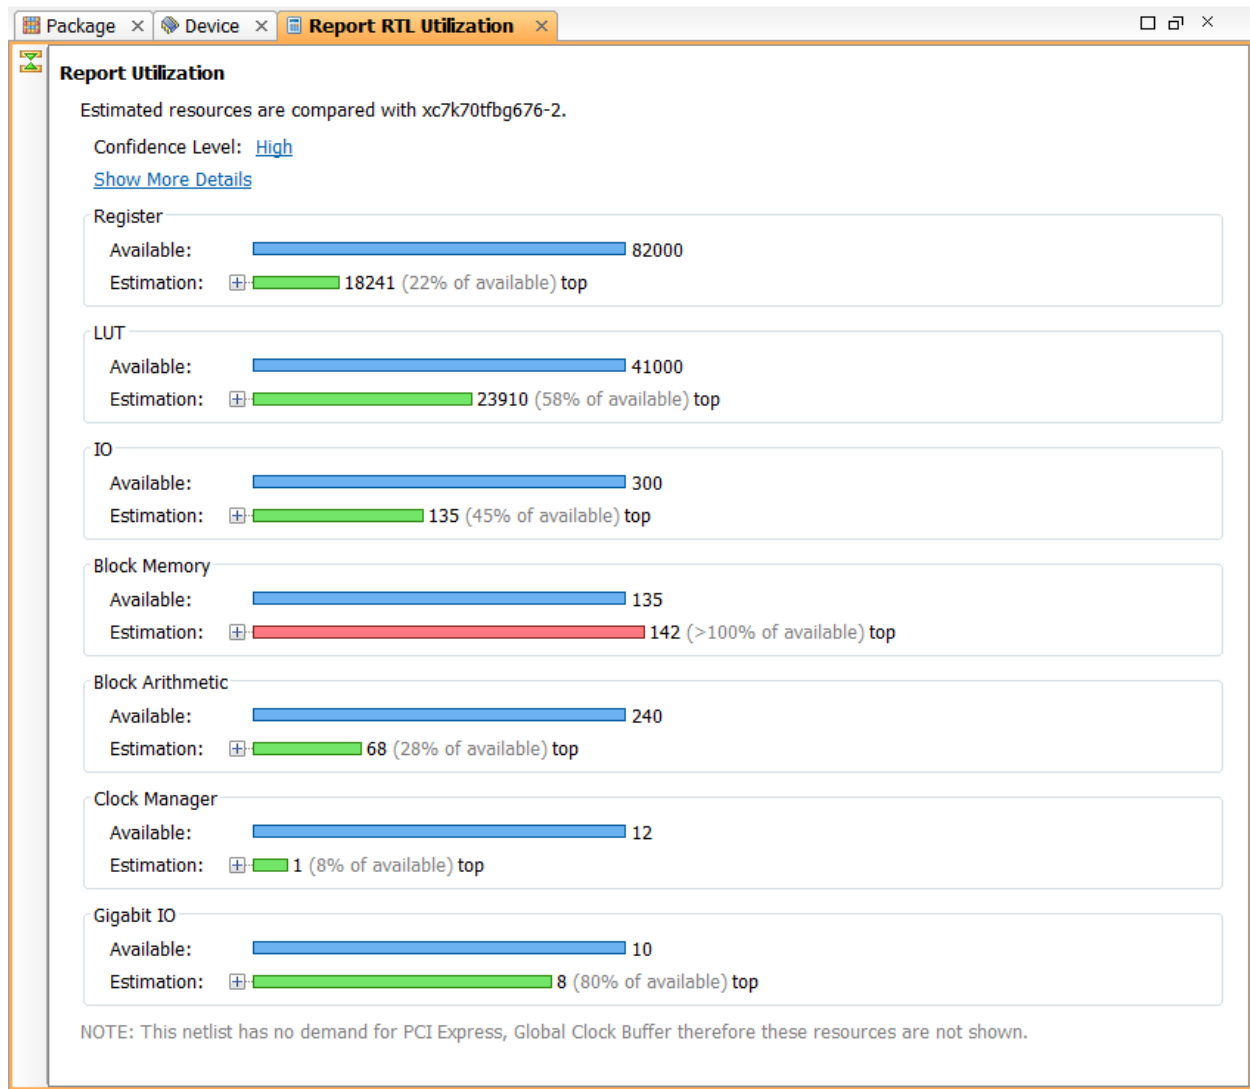 Package Device Report RTL Utilization
Report Utilization
Estimated resources are compared with xc7k70tfbg676-2.
Confidence Level: High
Show More Details
Register
Available: 82000
Estimation: 18241 (22% of available) top
LUT
Available: 41000
Estimation: 23910 (58% of available) top
IO
Available: 300
Estimation: 135 (45% of available) top
Block Memory
Available: 135
Estimation: 142 (>100% of available) top
Block Arithmetic
Available: 240
Estimation: 68 (28% of available) top
Clock Manager
Available: 12
Estimation: 1 (8% of available) top
Gigabit IO
Available: 10
Estimation: 8 (80% of available) top
NOTE: This netlist has no demand for PCI Express, Global Clock Buffer therefore these resources are not shown.